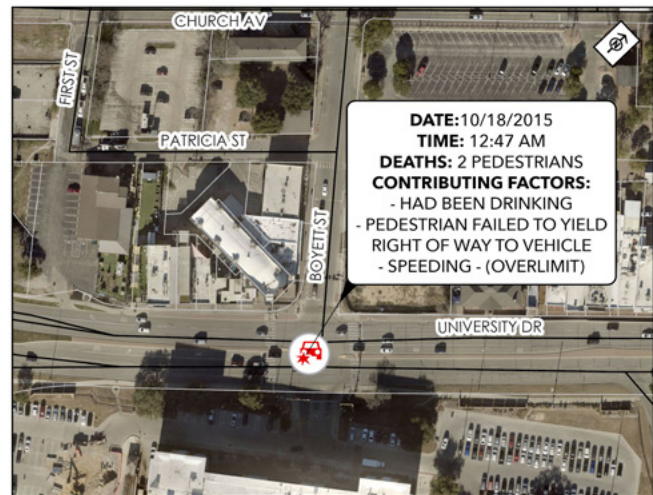 CHURCH AV
FIRST ST
PATRICIA ST
BOYETT ST
UNIVERSITY DR
DATE:10/18/2015
TIME: 12:47 AM
DEATHS: 2 PEDESTRIANS
CONTRIBUTING FACTORS:
- HAD BEEN DRINKING
- PEDESTRIAN FAILED TO YIELD
RIGHT OF WAY TO VEHICLE
- SPEEDING - (OVERLIMIT)